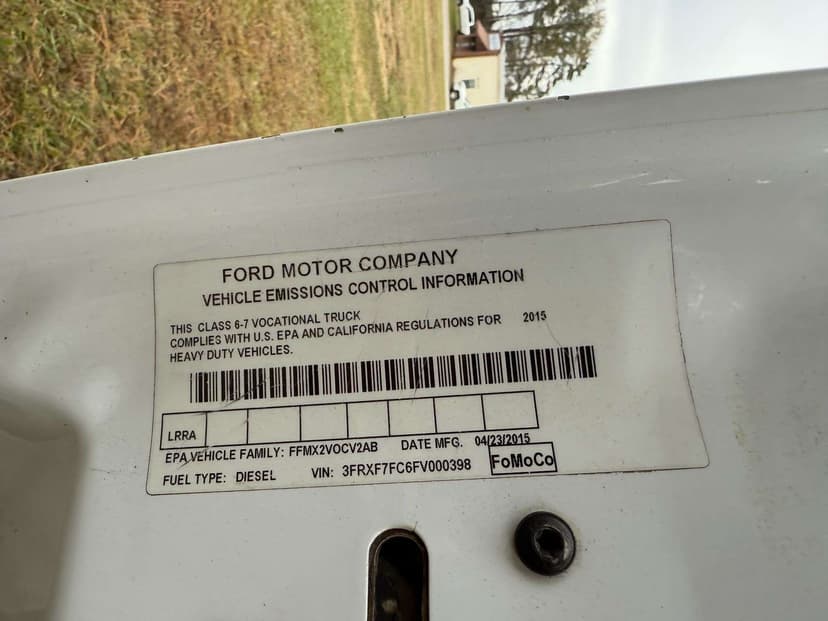 FORD MOTOR COMPANY
VEHICLE EMISSIONS CONTROL INFORMATION
THIS CLASS 6-7 VOCATIONAL TRUCK
COMPLIES WITH U.S. EPA AND CALIFORNIA REGULATIONS FOR 2015
HEAVY DUTY VEHICLES.
LRRA
EPA VEHICLE FAMILY: FFMX2VOCV2AB DATE MFG. 04/23/2015
FUEL TYPE: DIESEL VIN: 3FRXF7FC6FV000398 FoMoCo